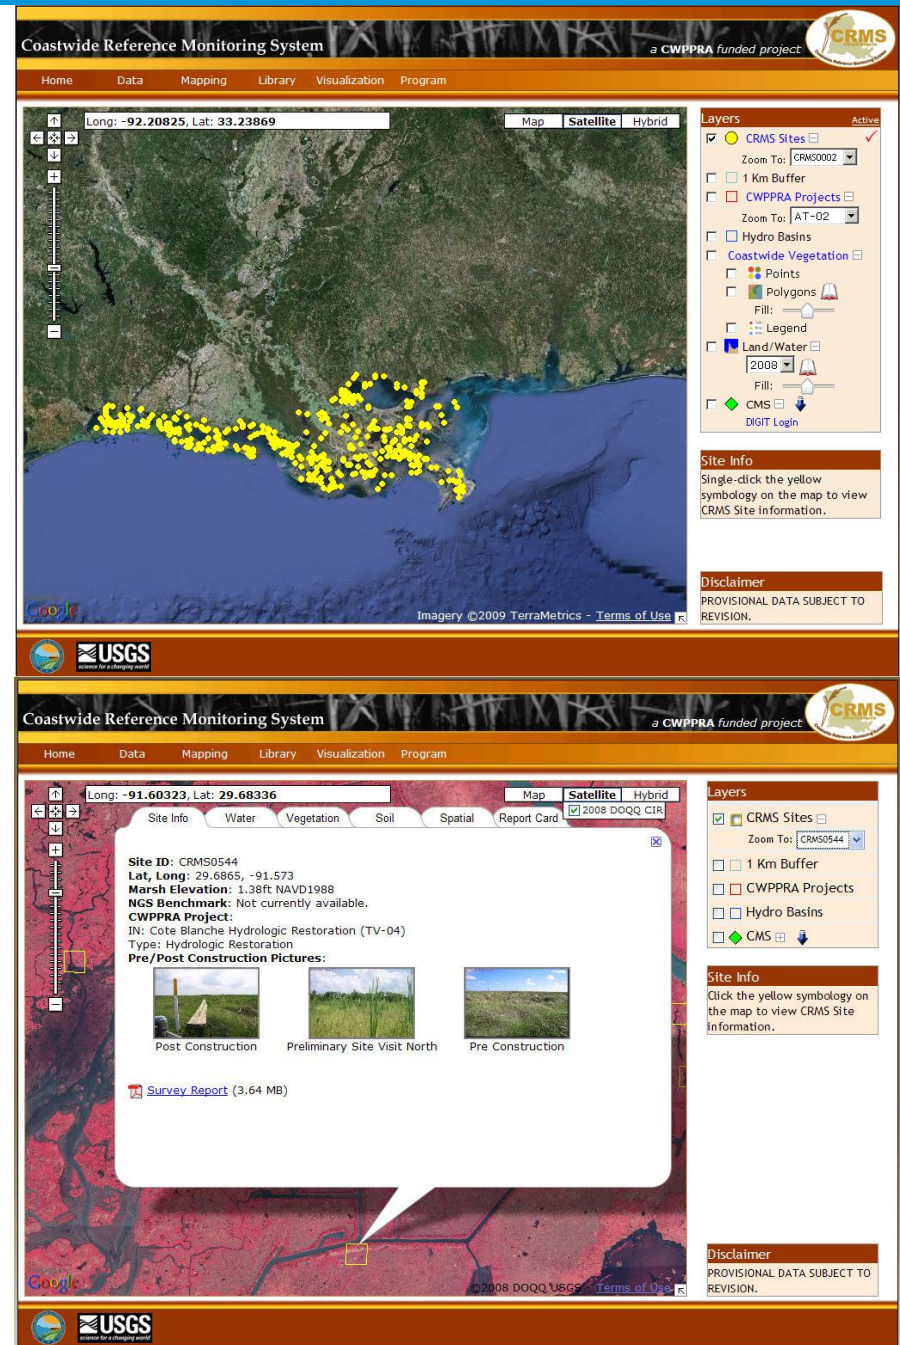 Coastwide Reference Monitoring System
a CWPPRA funded project
CRMS
Home Data Mapping Library Visualization Program
Long: -92.20825, Lat: 33.23869
Map Satellite Hybrid
Layers Active
CRMS Sites
Zoom To: CRMS0002
1 Km Buffer
CWPPRA Projects
Zoom To: AT-02
Hydro Basins
Coastwide Vegetation
Points
Polygons
Fill:
Legend
Land/Water
2008
Fill:
CMS
DIGIT Login
Site Info
Single-click the yellow
symbology on the map to view
CRMS Site information.
Disclaimer
PROVISIONAL DATA SUBJECT TO
REVISION.
Google
Imagery ©2009 TerraMetrics - Terms of Use
USGS
science for a changing world
Coastwide Reference Monitoring System
a CWPPRA funded project
CRMS
Home Data Mapping Library Visualization Program
Long: -91.60323, Lat: 29.68336
Map Satellite Hybrid
2008 DOQQ CIR
Site Info Water Vegetation Soil Spatial Report Card
Site ID: CRMS0544
Lat, Long: 29.6865, -91.573
Marsh Elevation: 1.38ft NAVD1988
NGS Benchmark: Not currently available.
CWPPRA Project:
IN: Cote Blanche Hydrologic Restoration (TV-04)
Type: Hydrologic Restoration
Pre/Post Construction Pictures:
Post Construction Preliminary Site Visit North Pre Construction
Survey Report (3.64 MB)
Layers
CRMS Sites
Zoom To: CRMS0544
1 Km Buffer
CWPPRA Projects
Hydro Basins
CMS
Site Info
Click the yellow symbology on
the map to view CRMS Site
information.
Disclaimer
PROVISIONAL DATA SUBJECT TO
REVISION.
Google
©2008 DOQQ USGS - Terms of Use
USGS
science for a changing world